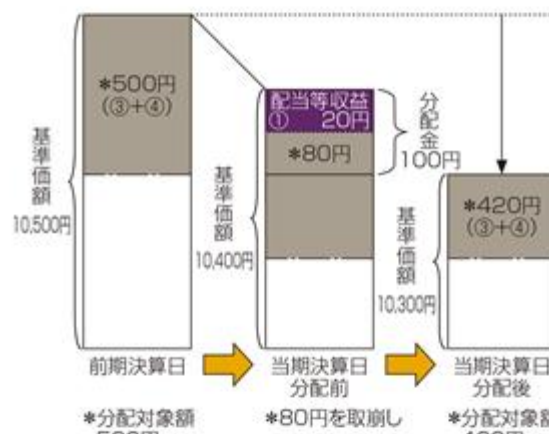 *500円
(③+④)
基準価額
10,500円
配当等収益
① 20円
*80円
分配金
100円
基準価額
10,400円
*420円
(③+④)
基準価額
10,300円
前期決算日
当期決算日
分配前
当期決算日
分配後
*分配対象額
*80円を取崩し
*分配対象額